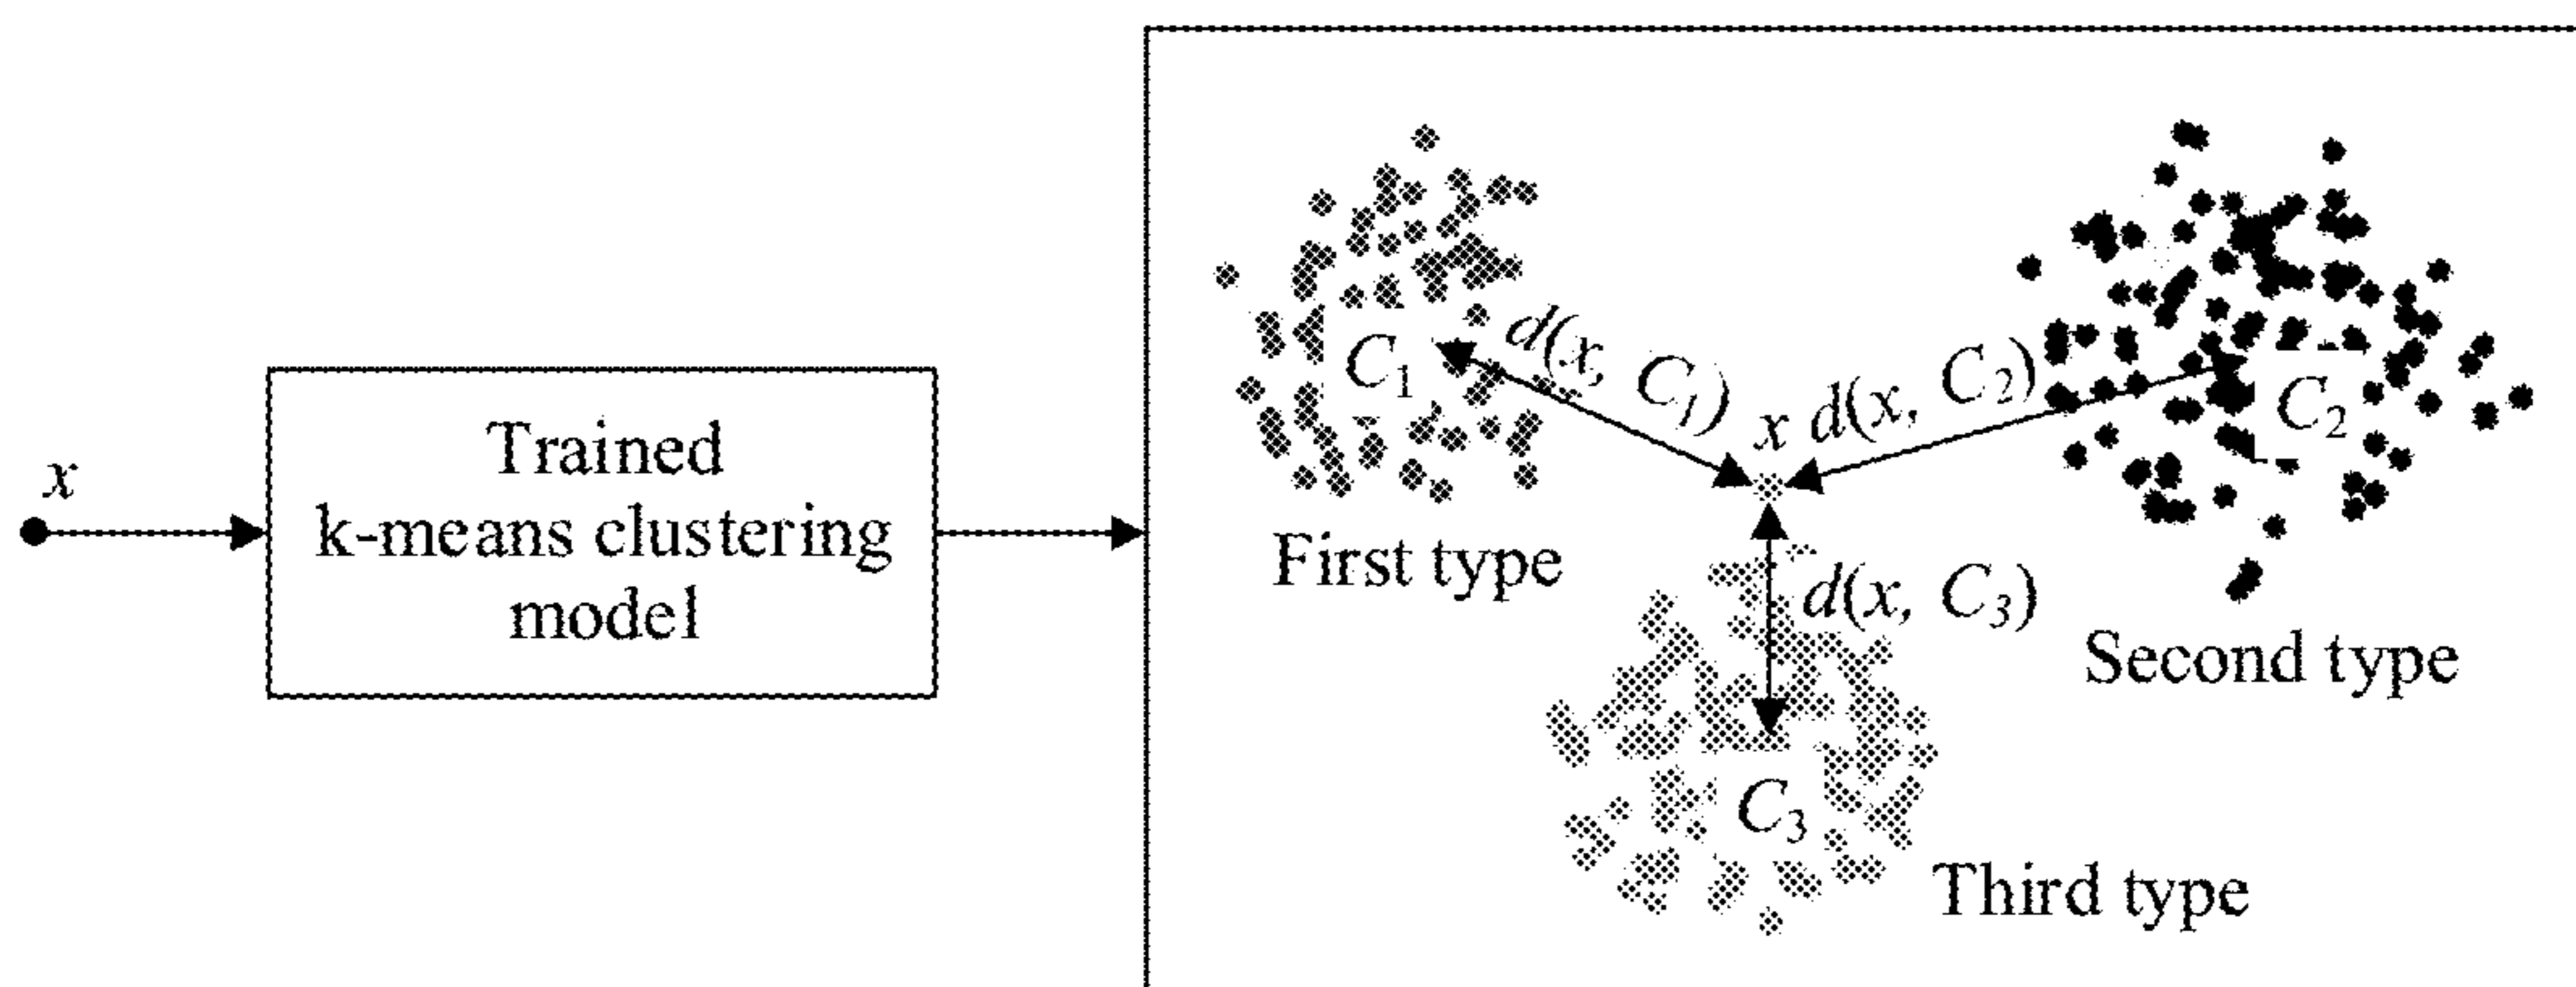 x
Trained
k-means clustering
model
C₁
d(x, C₁)
x
d(x, C₂)
C₂
First type
d(x, C₃)
Second type
C₃
Third type